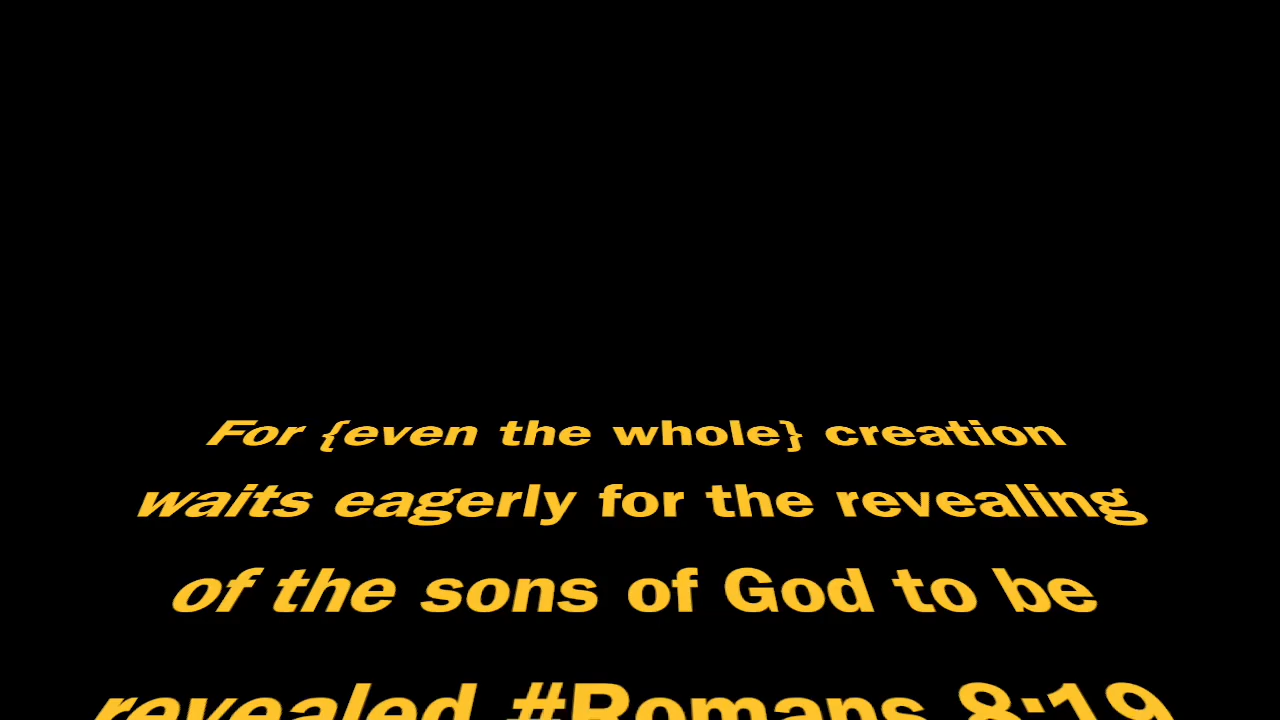 For {even the whole} creation
waits eagerly for the revealing
of the sons of God to be
revealed #Romans 8:19